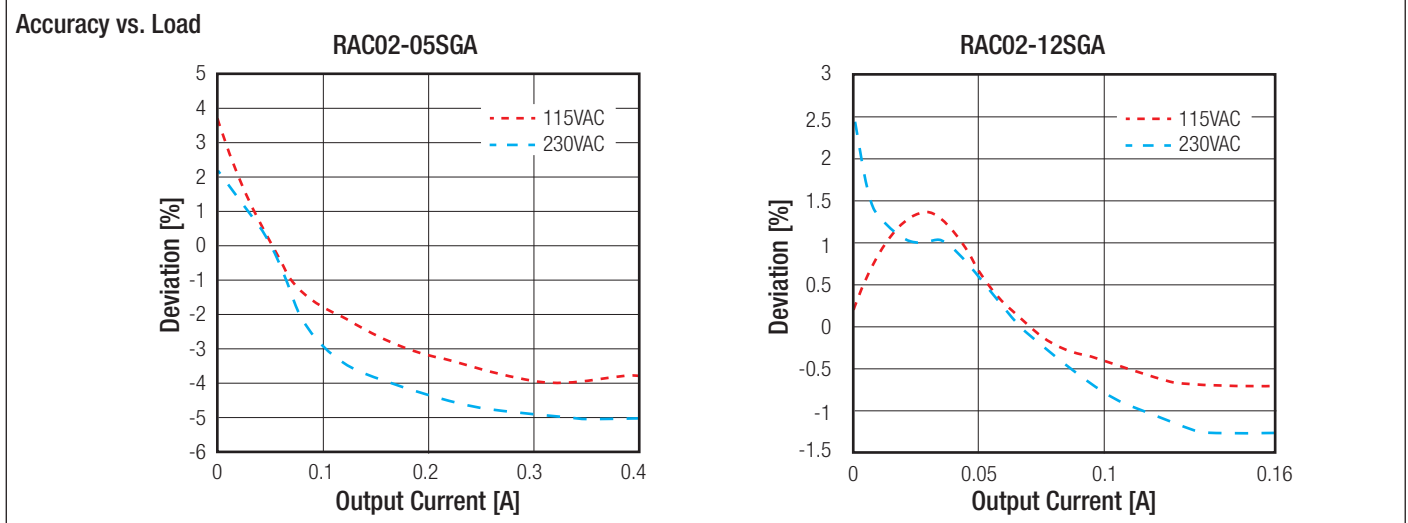 Accuracy vs. Load
RAC02-05SGA
5
4
3
2
1
0
-1
-2
-3
-4
-5
-6
Deviation [%]
115VAC
230VAC
0 0.1 0.2 0.3 0.4
Output Current [A]
RAC02-12SGA
3
2.5
2
1.5
1
0.5
0
-0.5
-1
-1.5
Deviation [%]
115VAC
230VAC
0 0.05 0.1 0.16
Output Current [A]